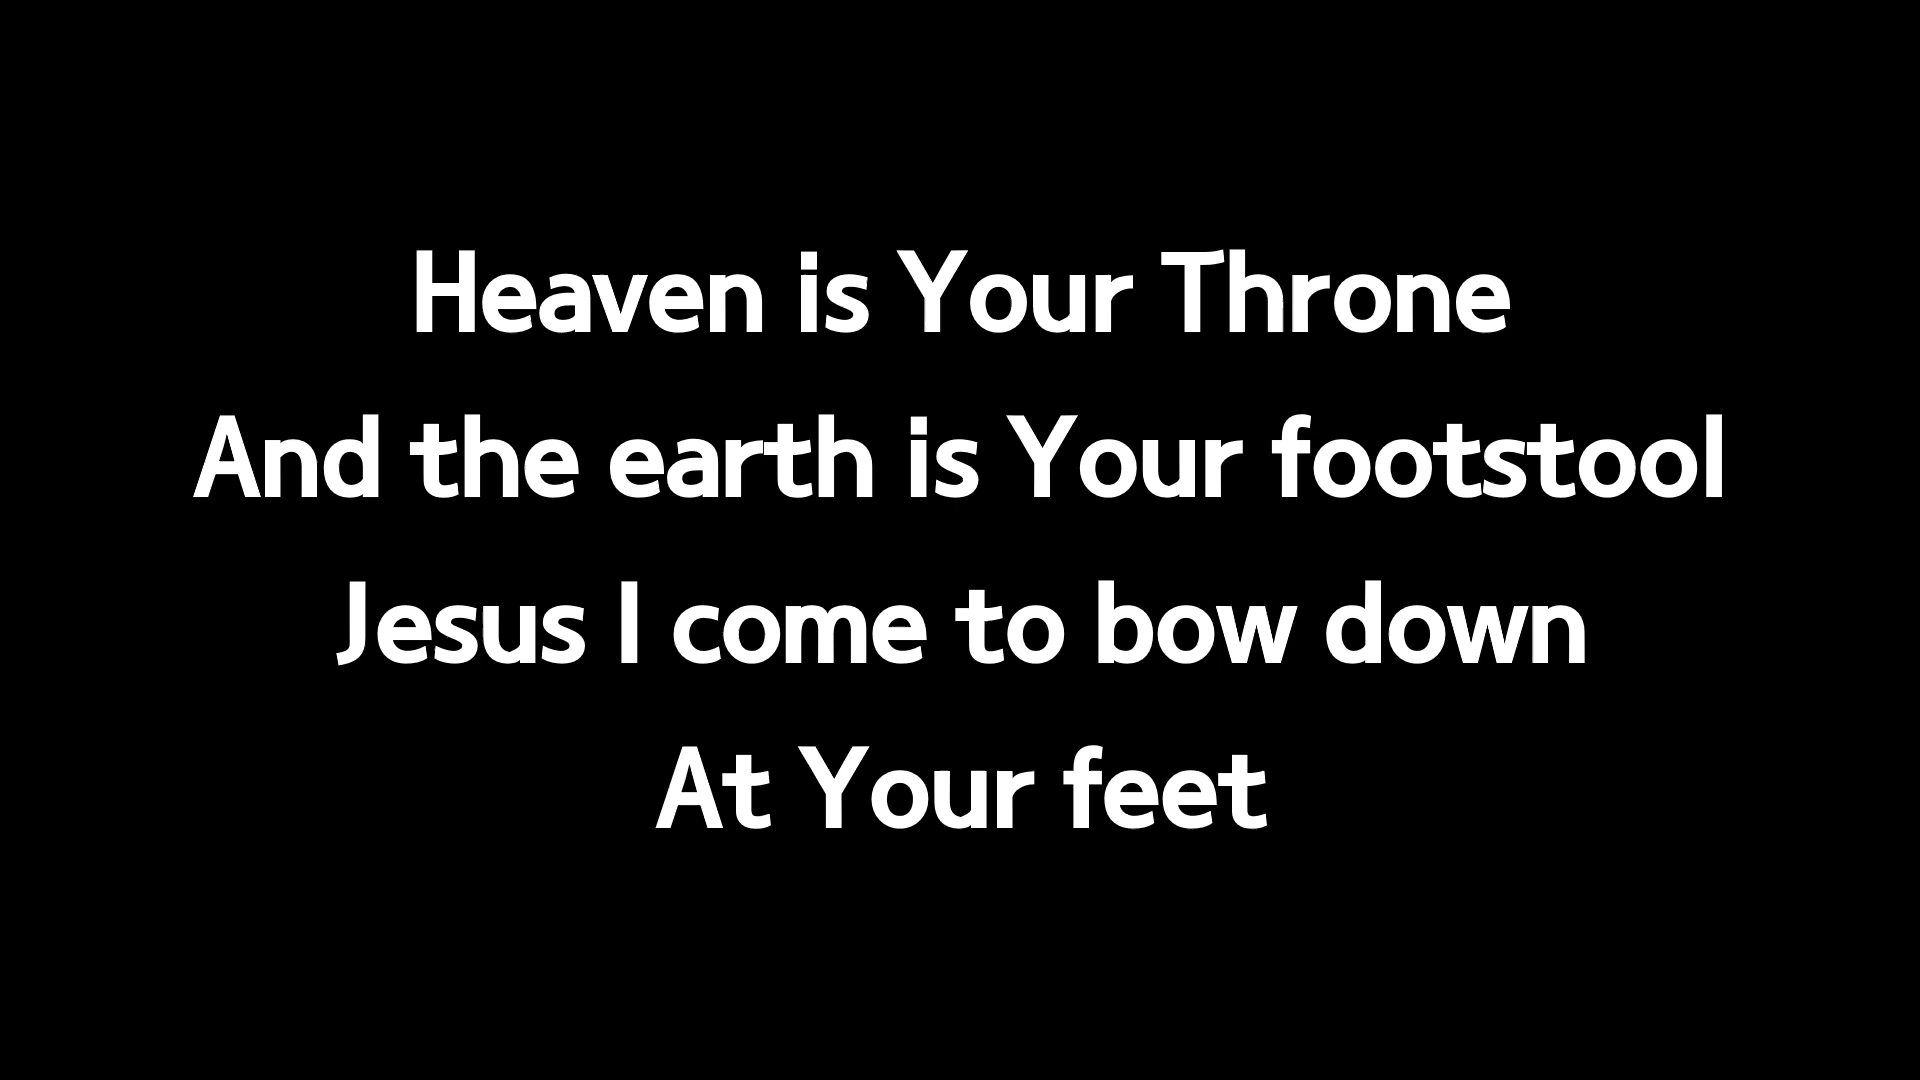 Heaven is Your Throne
And the earth is Your footstool
Jesus I come to bow down
At Your feet